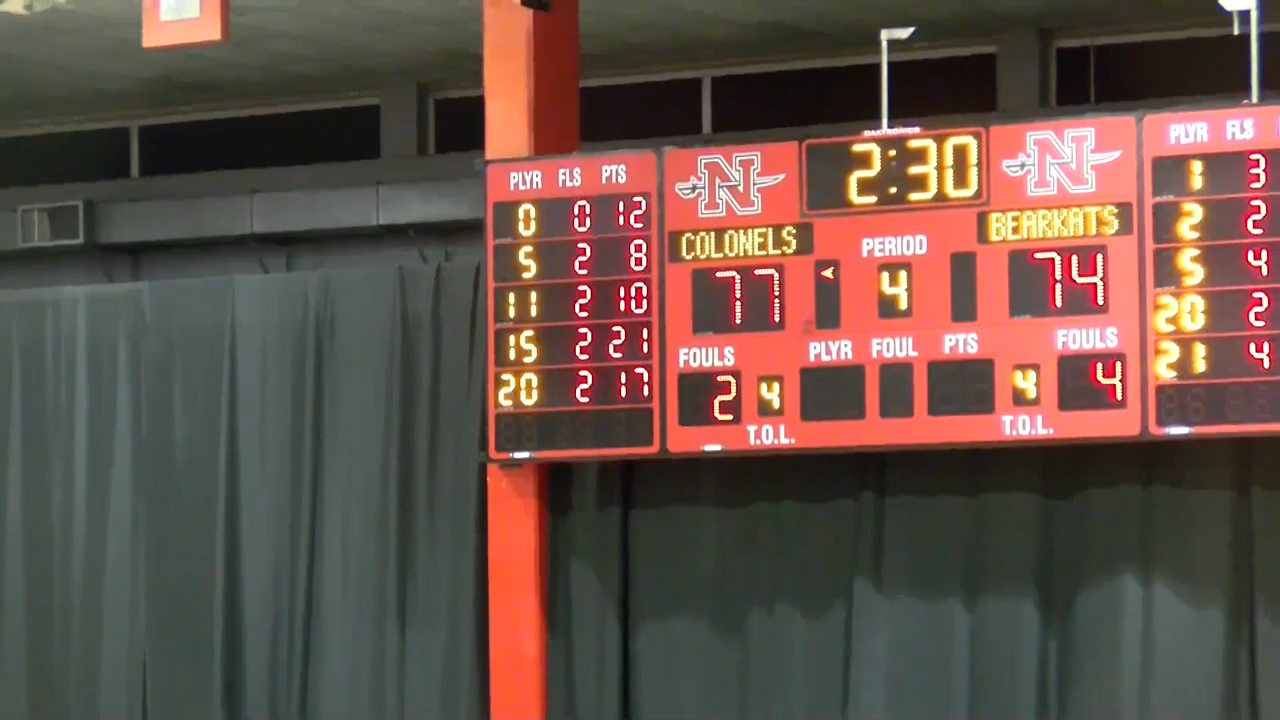 PLYR FLS PTS
0 0 12
5 2 8
11 2 10
15 2 21
20 2 17
N
COLONELS
77
FOULS
2 4
T.O.L.
DAKTRONICS
2:30
PERIOD
4
PLYR FOUL PTS
N
BEARKATS
74
FOULS
4 4
T.O.L.
PLYR FLS
1 3
2 2
5 4
20 2
21 4